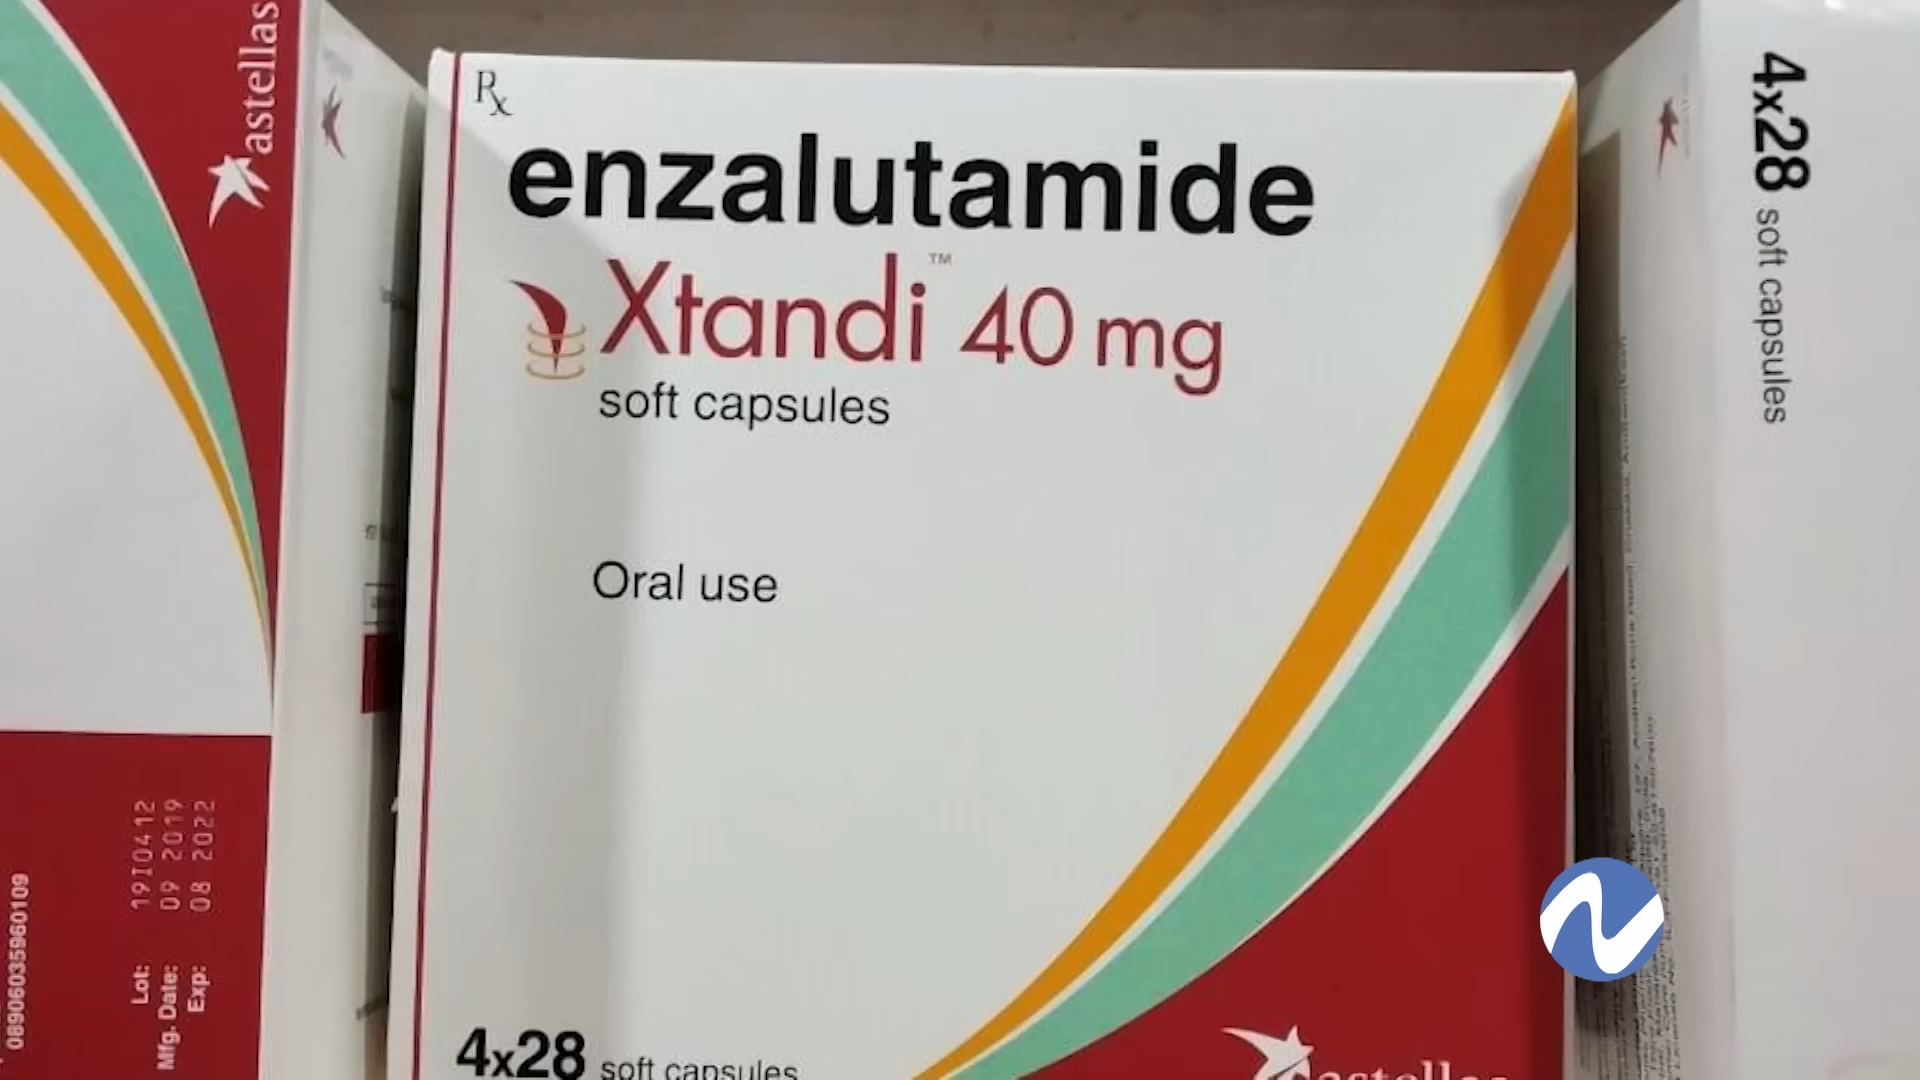 astellas
Lot: 19I0412
Mfg. Date: 09 2019
Exp: 08 2022
08906035960109
Rx
enzalutamide
Xtandi™ 40 mg
soft capsules
Oral use
4x28 soft capsules
astellas
4x28 soft capsules